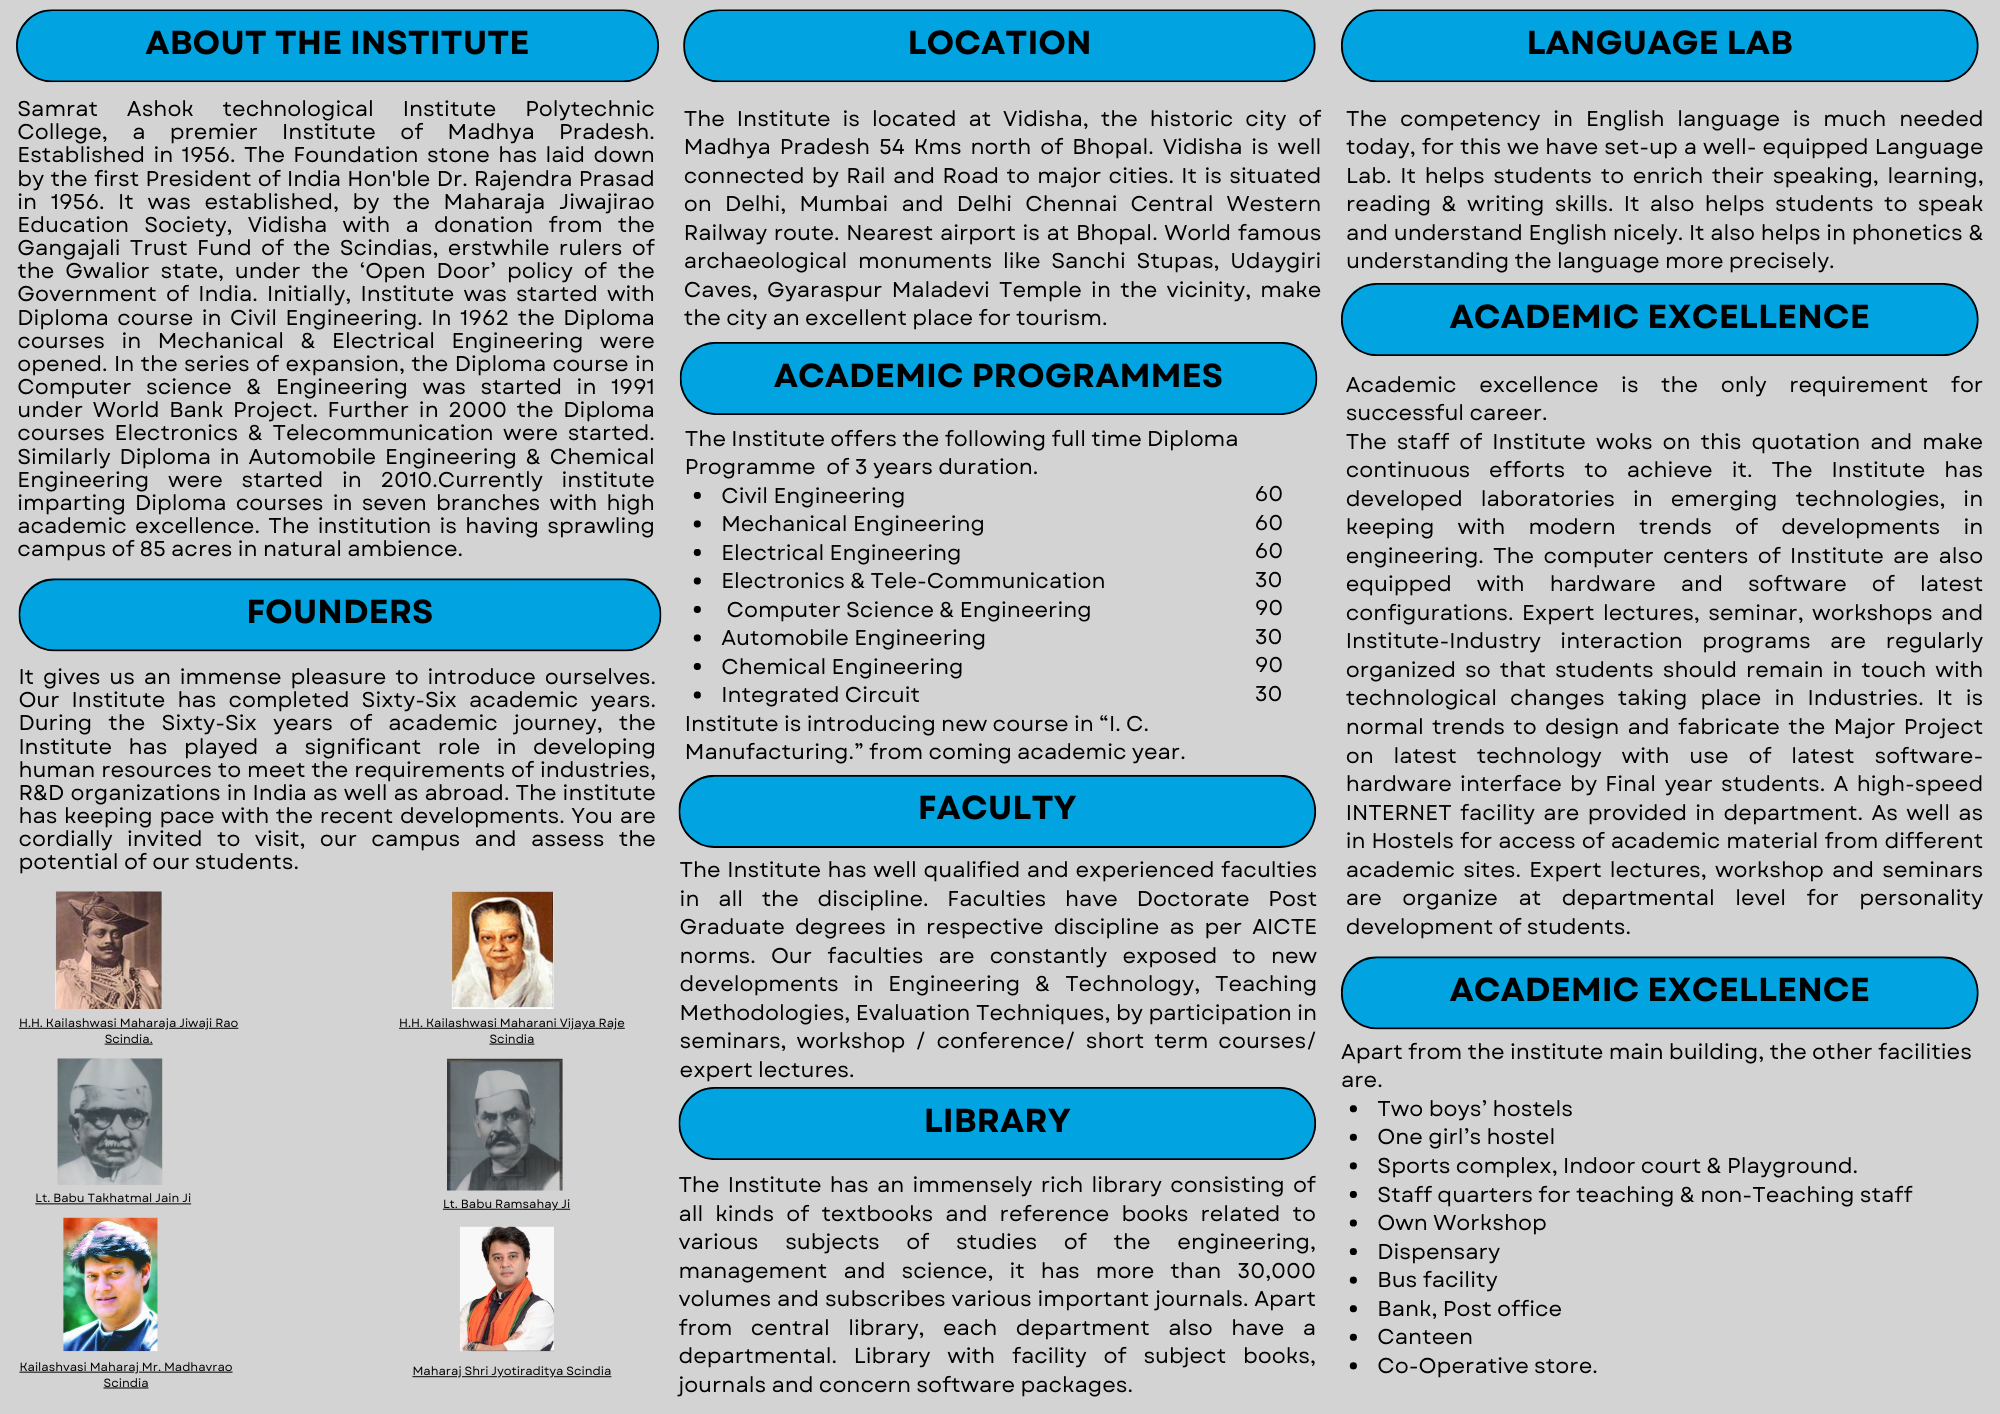 ABOUT THE INSTITUTE
Samrat Ashok technological Institute Polytechnic
College, a premier Institute of Madhya Pradesh.
Established in 1956. The Foundation stone has laid down
by the first President of India Hon'ble Dr. Rajendra Prasad
in 1956. It was established, by the Maharaja Jiwajirao
Education Society, Vidisha with a donation from the
Gangajali Trust Fund of the Scindias, erstwhile rulers of
the Gwalior state, under the ‘Open Door’ policy of the
Government of India. Initially, Institute was started with
Diploma course in Civil Engineering. In 1962 the Diploma
courses in Mechanical & Electrical Engineering were
opened. In the series of expansion, the Diploma course in
Computer science & Engineering was started in 1991
under World Bank Project. Further in 2000 the Diploma
courses Electronics & Telecommunication were started.
Similarly Diploma in Automobile Engineering & Chemical
Engineering were started in 2010.Currently institute
imparting Diploma courses in seven branches with high
academic excellence. The institution is having sprawling
campus of 85 acres in natural ambience.
FOUNDERS
It gives us an immense pleasure to introduce ourselves.
Our Institute has completed Sixty-Six academic years.
During the Sixty-Six years of academic journey, the
Institute has played a significant role in developing
human resources to meet the requirements of industries,
R&D organizations in India as well as abroad. The institute
has keeping pace with the recent developments. You are
cordially invited to visit, our campus and assess the
potential of our students.
H.H. Kailashwasi Maharaja Jiwaji Rao
Scindia.
H.H. Kailashwasi Maharani Vijaya Raje
Scindia
Lt. Babu Takhatmal Jain Ji
Lt. Babu Ramsahay Ji
Kailashvasi Maharaj Mr. Madhavrao
Scindia
Maharaj Shri Jyotiraditya Scindia
LOCATION
The Institute is located at Vidisha, the historic city of
Madhya Pradesh 54 Kms north of Bhopal. Vidisha is well
connected by Rail and Road to major cities. It is situated
on Delhi, Mumbai and Delhi Chennai Central Western
Railway route. Nearest airport is at Bhopal. World famous
archaeological monuments like Sanchi Stupas, Udaygiri
Caves, Gyaraspur Maladevi Temple in the vicinity, make
the city an excellent place for tourism.
ACADEMIC PROGRAMMES
The Institute offers the following full time Diploma
Programme of 3 years duration.
• Civil Engineering 60
• Mechanical Engineering 60
• Electrical Engineering 60
• Electronics & Tele-Communication 30
• Computer Science & Engineering 90
• Automobile Engineering 30
• Chemical Engineering 90
• Integrated Circuit 30
Institute is introducing new course in “I. C.
Manufacturing.” from coming academic year.
FACULTY
The Institute has well qualified and experienced faculties
in all the discipline. Faculties have Doctorate Post
Graduate degrees in respective discipline as per AICTE
norms. Our faculties are constantly exposed to new
developments in Engineering & Technology, Teaching
Methodologies, Evaluation Techniques, by participation in
seminars, workshop / conference/ short term courses/
expert lectures.
LIBRARY
The Institute has an immensely rich library consisting of
all kinds of textbooks and reference books related to
various subjects of studies of the engineering,
management and science, it has more than 30,000
volumes and subscribes various important journals. Apart
from central library, each department also have a
departmental. Library with facility of subject books,
journals and concern software packages.
LANGUAGE LAB
The competency in English language is much needed
today, for this we have set-up a well- equipped Language
Lab. It helps students to enrich their speaking, learning,
reading & writing skills. It also helps students to speak
and understand English nicely. It also helps in phonetics &
understanding the language more precisely.
ACADEMIC EXCELLENCE
Academic excellence is the only requirement for
successful career.
The staff of Institute woks on this quotation and make
continuous efforts to achieve it. The Institute has
developed laboratories in emerging technologies, in
keeping with modern trends of developments in
engineering. The computer centers of Institute are also
equipped with hardware and software of latest
configurations. Expert lectures, seminar, workshops and
Institute-Industry interaction programs are regularly
organized so that students should remain in touch with
technological changes taking place in Industries. It is
normal trends to design and fabricate the Major Project
on latest technology with use of latest software-
hardware interface by Final year students. A high-speed
INTERNET facility are provided in department. As well as
in Hostels for access of academic material from different
academic sites. Expert lectures, workshop and seminars
are organize at departmental level for personality
development of students.
ACADEMIC EXCELLENCE
Apart from the institute main building, the other facilities
are.
• Two boys’ hostels
• One girl’s hostel
• Sports complex, Indoor court & Playground.
• Staff quarters for teaching & non-Teaching staff
• Own Workshop
• Dispensary
• Bus facility
• Bank, Post office
• Canteen
• Co-Operative store.